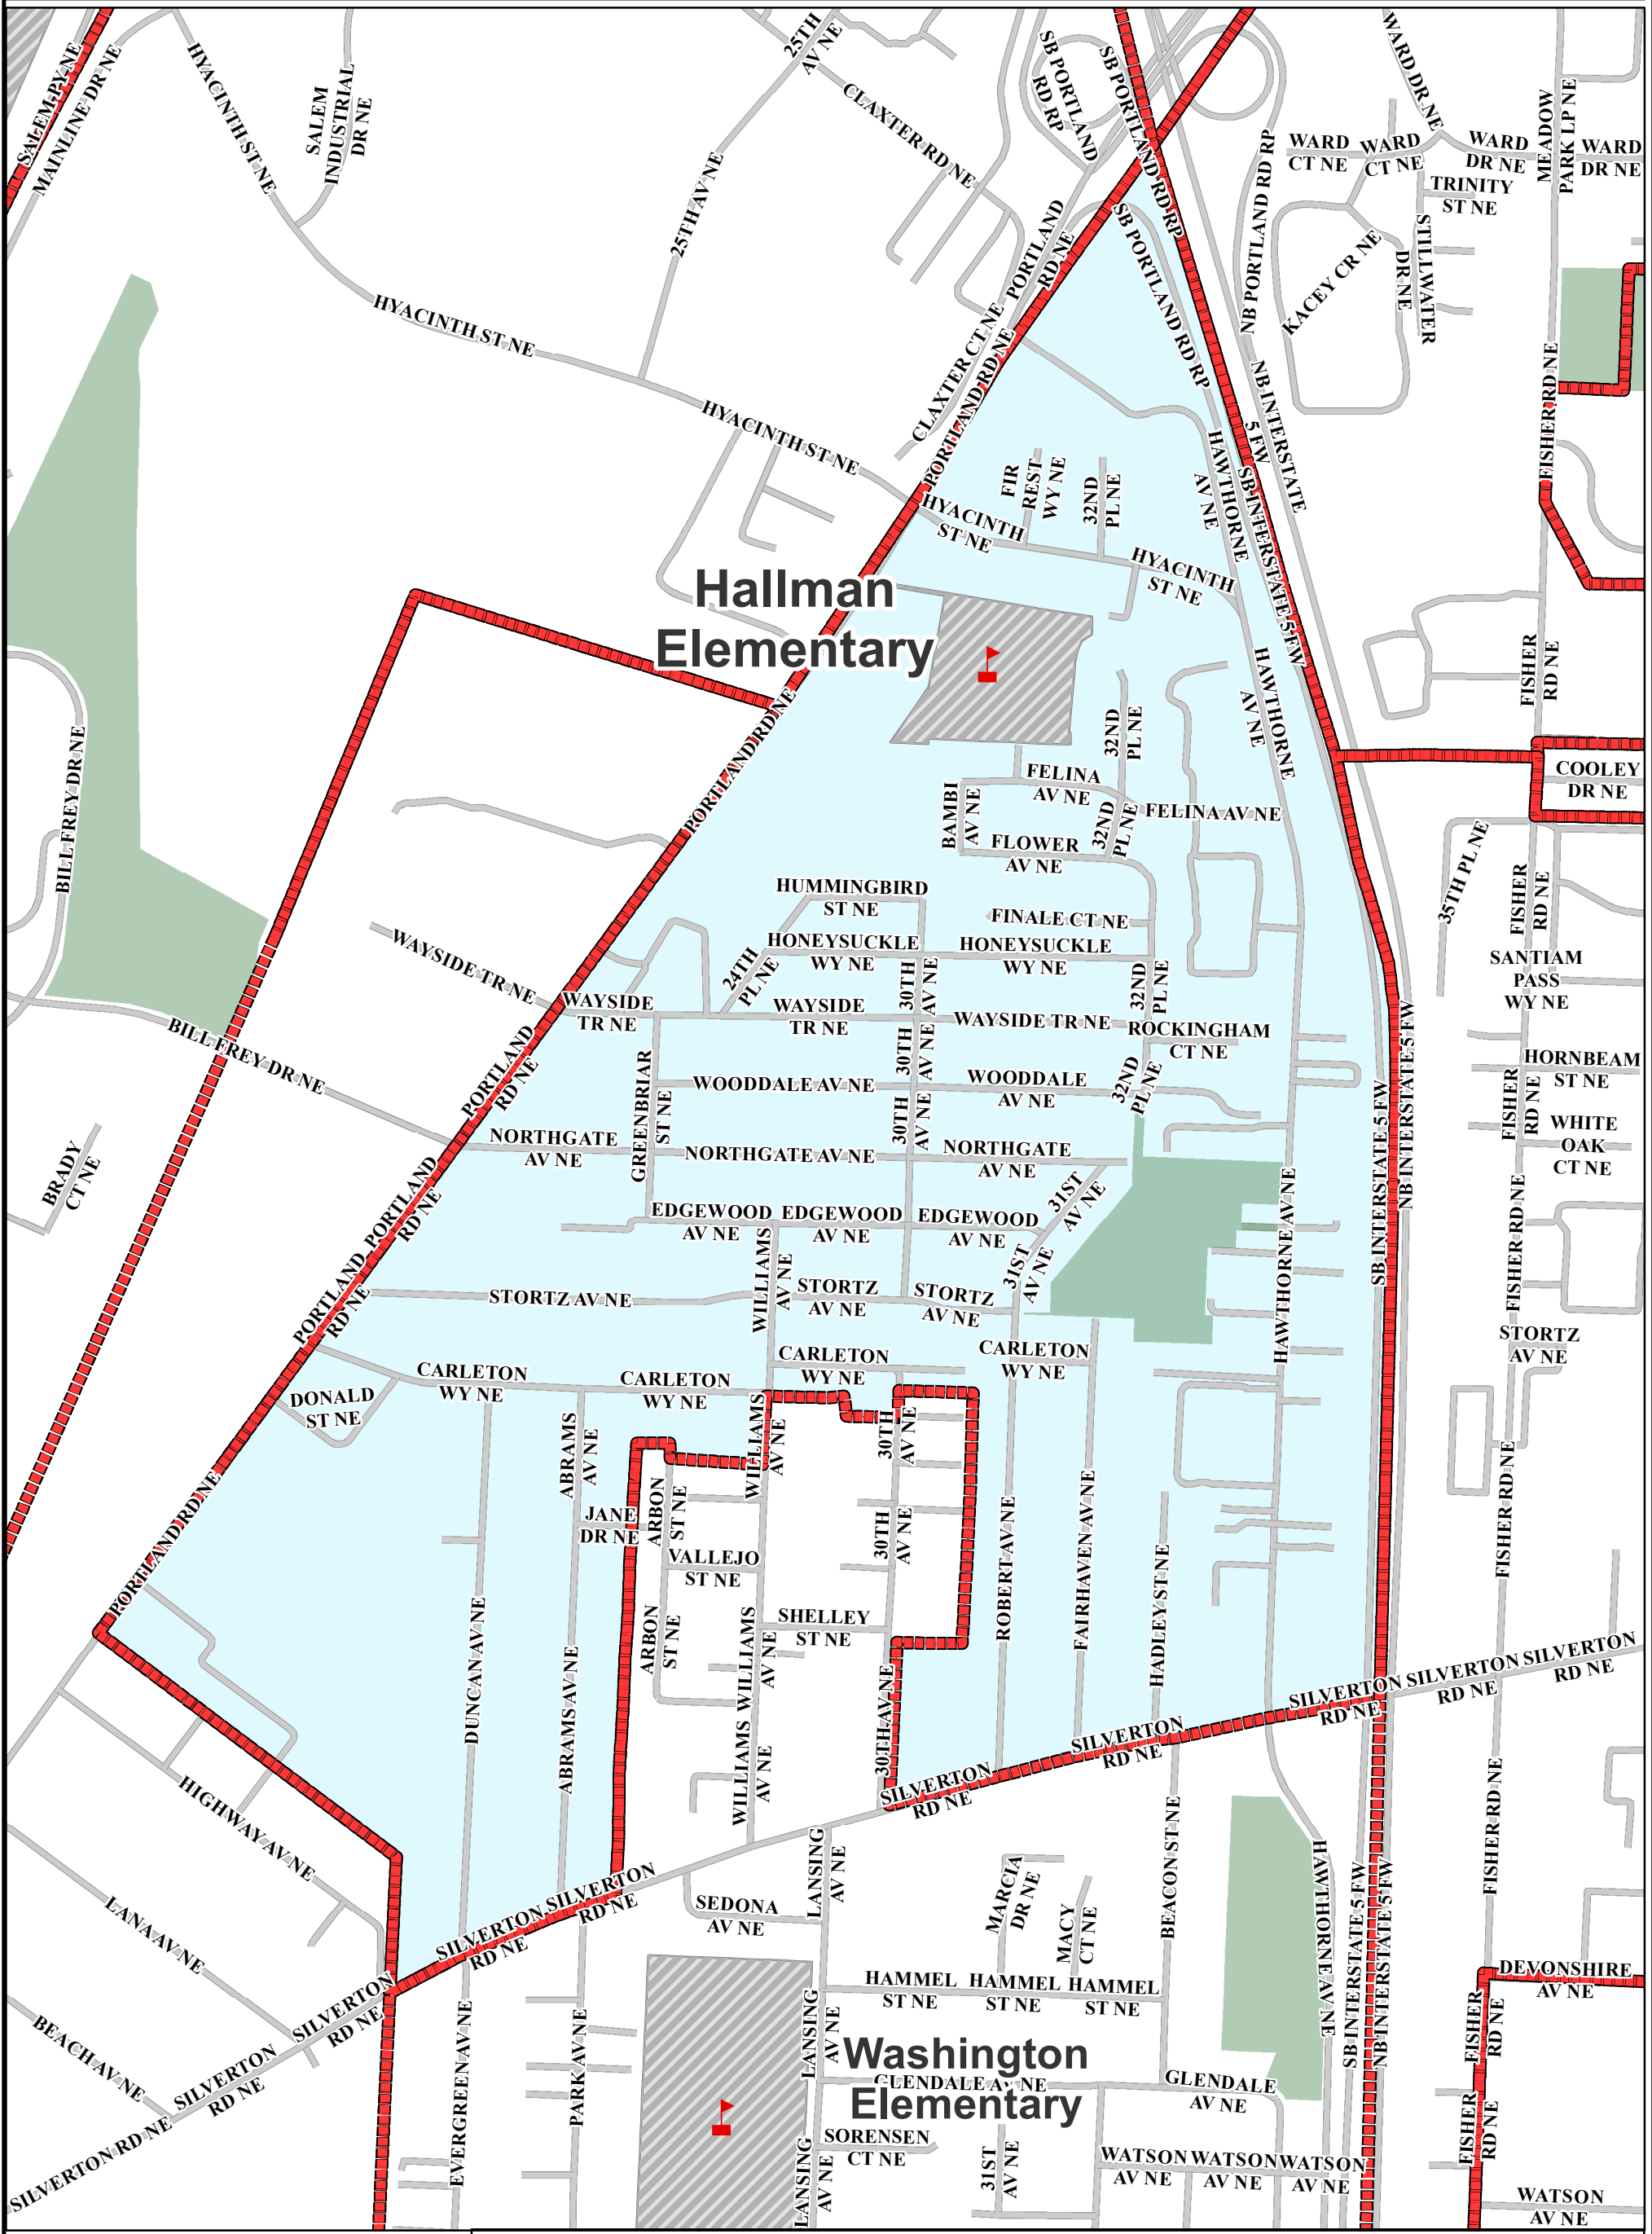 SALEM PY NE
MAINLINE DR NE
HYACINTH ST NE
SALEM
INDUSTRIAL
DR NE
25TH
AV NE
CLAXTER RD NE
SB PORTLAND
RD RP
SB PORTLAND RD RP
WARD DR NE
WARD
CT NE
WARD
CT NE
WARD
DR NE
MEADOW
PARK LP NE
WARD
DR NE
TRINITY
ST NE
STILLWATER
DR NE
KACEY CR NE
NB PORTLAND RD RP
25TH AV NE
PORTLAND
RD NE
SB PORTLAND RD RP
HYACINTH ST NE
CLAXTER CT NE
PORTLAND RD NE
NB INTERSTATE
5 FW
FISHER RD NE
HYACINTH ST NE
HAWTHORNE
AV NE
SB INTERSTATE 5 FW
FIR
REST
WY NE
32ND
PL NE
HYACINTH
ST NE
HYACINTH
ST NE
Hallman
Elementary
HAWTHORNE
AV NE
FISHER
RD NE
BILL FREY DR NE
PORTLAND RD NE
32ND
PL NE
FELINA
AV NE
BAMBI
AV NE
32ND
PL NE
FELINA AV NE
FLOWER
AV NE
COOLEY
DR NE
35TH PL NE
FISHER
RD NE
HUMMINGBIRD
ST NE
FINALE CT NE
HONEYSUCKLE
WY NE
HONEYSUCKLE
WY NE
24TH
PL NE
30TH
AV NE
32ND
PL NE
WAYSIDE TR NE
WAYSIDE
TR NE
WAYSIDE
TR NE
WAYSIDE TR NE
ROCKINGHAM
CT NE
SANTIAM
PASS
WY NE
BILL FREY DR NE
PORTLAND
RD NE
GREENBRIAR
ST NE
30TH
AV NE
WOODDALE AV NE
WOODDALE
AV NE
32ND
PL NE
SB INTERSTATE 5 FW
NB INTERSTATE 5 FW
HORNBEAM
ST NE
FISHER
RD NE
WHITE
OAK
CT NE
BRADY
CT NE
NORTHGATE
AV NE
NORTHGATE AV NE
30TH
AV NE
NORTHGATE
AV NE
31ST
AV NE
PORTLAND
RD NE
EDGEWOOD
AV NE
EDGEWOOD
AV NE
EDGEWOOD
AV NE
31ST
AV NE
HAWTHORNE AV NE
FISHER RD NE
PORTLAND
RD NE
STORTZ AV NE
WILLIAMS
AV NE
STORTZ
AV NE
STORTZ
AV NE
STORTZ
AV NE
CARLETON
WY NE
CARLETON
WY NE
CARLETON
WY NE
CARLETON
WY NE
DONALD
ST NE
ABRAMS
AV NE
WILLIAMS
AV NE
30TH
AV NE
PORTLAND RD NE
JANE
DR NE
ARBON
ST NE
VALLEJO
ST NE
30TH
AV NE
ROBERT AV NE
FAIRHAVEN AV NE
HADLEY ST NE
FISHER RD NE
DUNCAN AV NE
ABRAMS AV NE
ARBON
ST NE
SHELLEY
ST NE
WILLIAMS
AV NE
WILLIAMS
AV NE
30TH AV NE
SILVERTON
RD NE
SILVERTON
RD NE
SILVERTON
RD NE
SILVERTON
RD NE
SILVERTON
RD NE
HIGHWAY AV NE
LANA AV NE
BEACH AV NE
SILVERTON
RD NE
SILVERTON
RD NE
SILVERTON
SILVERTON
RD NE
RD NE
SILVERTON RD NE
SEDONA
AV NE
LANSING
AV NE
MARCIA
DR NE
MACY
CT NE
BEACON ST NE
HAWTHORNE AV NE
SB INTERSTATE 5 FW
NB INTERSTATE 5 FW
FISHER RD NE
DEVONSHIRE
AV NE
HAMMEL
ST NE
HAMMEL
ST NE
HAMMEL
ST NE
EVERGREEN AV NE
PARK AV NE
LANSING
AV NE
Washington
Elementary
GLENDALE AV NE
GLENDALE
AV NE
FISHER
RD NE
SORENSEN
CT NE
LANSING
AV NE
31ST
AV NE
WATSON
AV NE
WATSON
AV NE
WATSON
AV NE
FISHER
RD NE
WATSON
AV NE